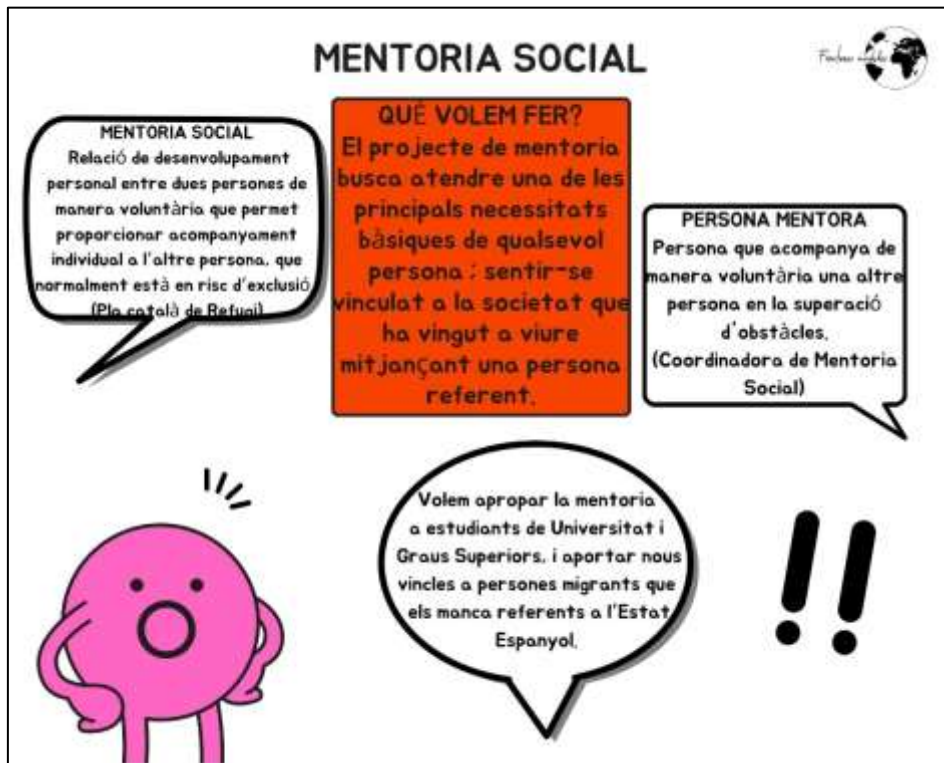 MENTORIA SOCIAL
MENTORIA SOCIAL
Relació de desenvolupament
personal entre dues persones de
manera voluntària que permet
proporcionar acompanyament
individual a l'altre persona, que
normalment està en risc d'exclusió
(Pla català de Refugi)
QUÈ VOLEM FER?
El projecte de mentoria
busca atendre una de les
principals necessitats
bàsiques de qualsevol
persona ; sentir-se
vinculat a la societat que
ha vingut a viure
mitjançant una persona
referent.
PERSONA MENTORA
Persona que acompanya de
manera voluntària una altre
persona en la superació
d'obstàcles.
(Coordinadora de Mentoria
Social)
Volem apropar la mentoria
a estudiants de Universitat i
Graus Superiors, i aportar nous
vincles a persones migrants que
els manca referents a l'Estat
Espanyol.
!!